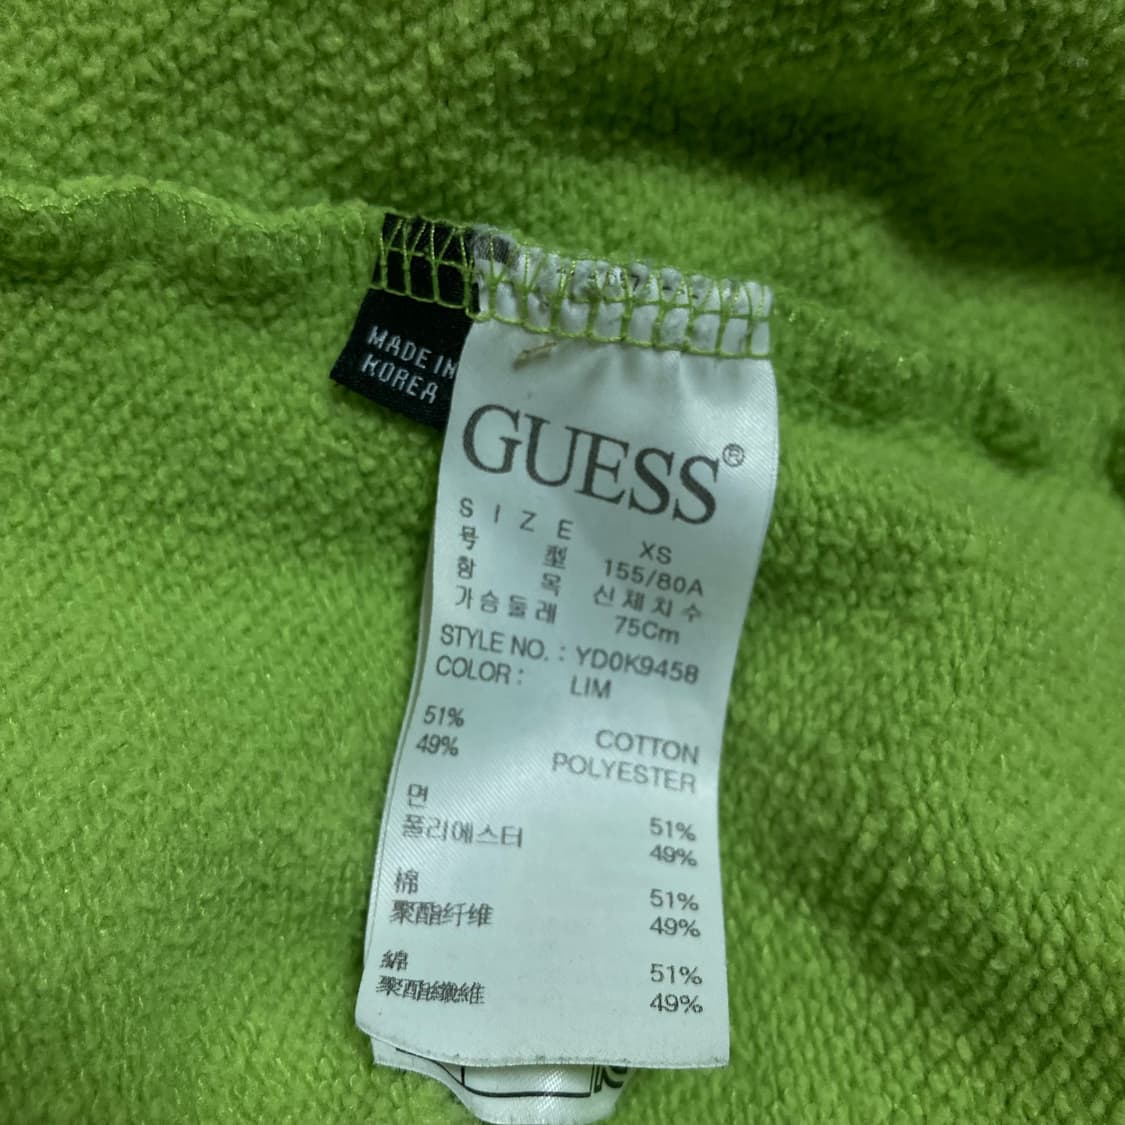 MADE IN
KOREA
GUESS®
SIZE XS
号型 155/80A
항목 신체치수
가슴둘레 75Cm
STYLE NO. : YD0K9458
COLOR : LIM
51% COTTON
49% POLYESTER
면 51%
폴리에스터 49%
棉 51%
聚酯纤维 49%
綿 51%
聚酯纖維 49%